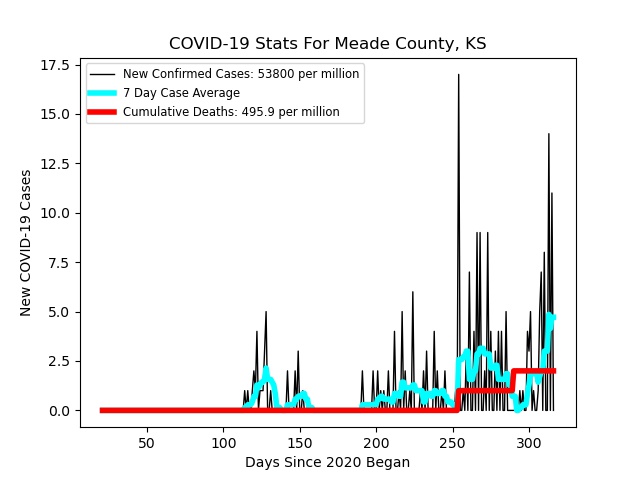 COVID-19 Stats For Meade County, KS
New Confirmed Cases: 53800 per million
7 Day Case Average
Cumulative Deaths: 495.9 per million
New COVID-19 Cases
17.5
15.0
12.5
10.0
7.5
5.0
2.5
0.0
50 100 150 200 250 300
Days Since 2020 Began